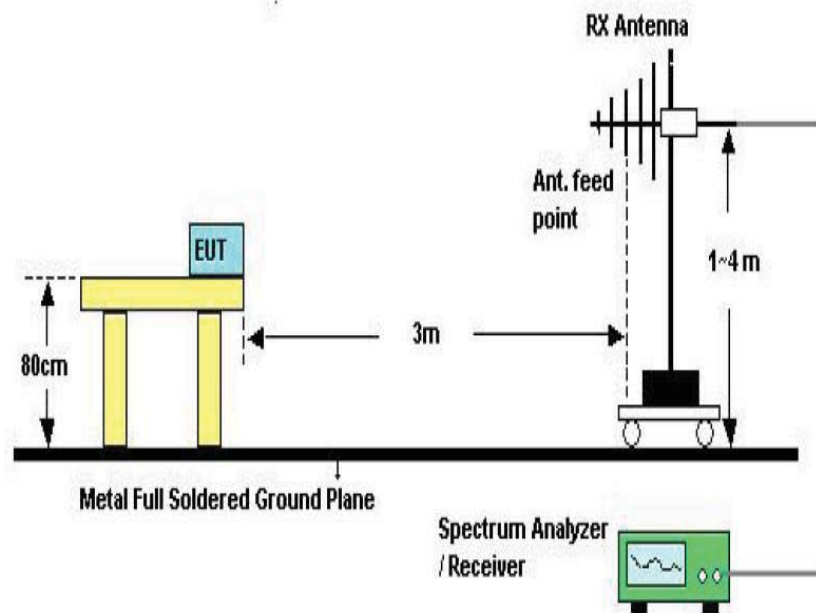 RX Antenna
Ant. feed
point
EUT
1~4 m
3m
80cm
Metal Full Soldered Ground Plane
Spectrum Analyzer
/ Receiver